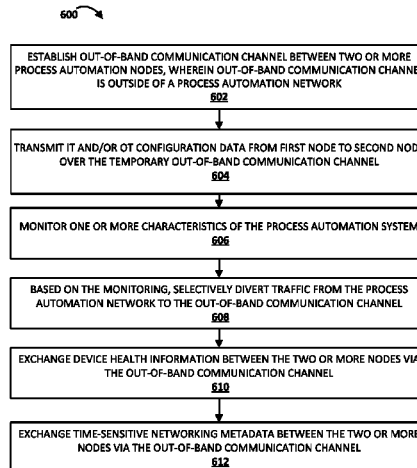 600
ESTABLISH OUT-OF-BAND COMMUNICATION CHANNEL BETWEEN TWO OR MORE
PROCESS AUTOMATION NODES, WHEREIN OUT-OF-BAND COMMUNICATION CHANNE
IS OUTSIDE OF A PROCESS AUTOMATION NETWORK
602
TRANSMIT IT AND/OR OT CONFIGURATION DATA FROM FIRST NODE TO SECOND NOD
OVER THE TEMPORARY OUT-OF-BAND COMMUNICATION CHANNEL
604
MONITOR ONE OR MORE CHARACTERISTICS OF THE PROCESS AUTOMATION SYSTEM
606
BASED ON THE MONITORING, SELECTIVELY DIVERT TRAFFIC FROM THE PROCESS
AUTOMATION NETWORK TO THE OUT-OF-BAND COMMUNICATION CHANNEL
608
EXCHANGE DEVICE HEALTH INFORMATION BETWEEN THE TWO OR MORE NODES VIA
THE OUT-OF-BAND COMMUNICATION CHANNEL
610
EXCHANGE TIME-SENSITIVE NETWORKING METADATA BETWEEN THE TWO OR MORE
NODES VIA THE OUT-OF-BAND COMMUNICATION CHANNEL
612